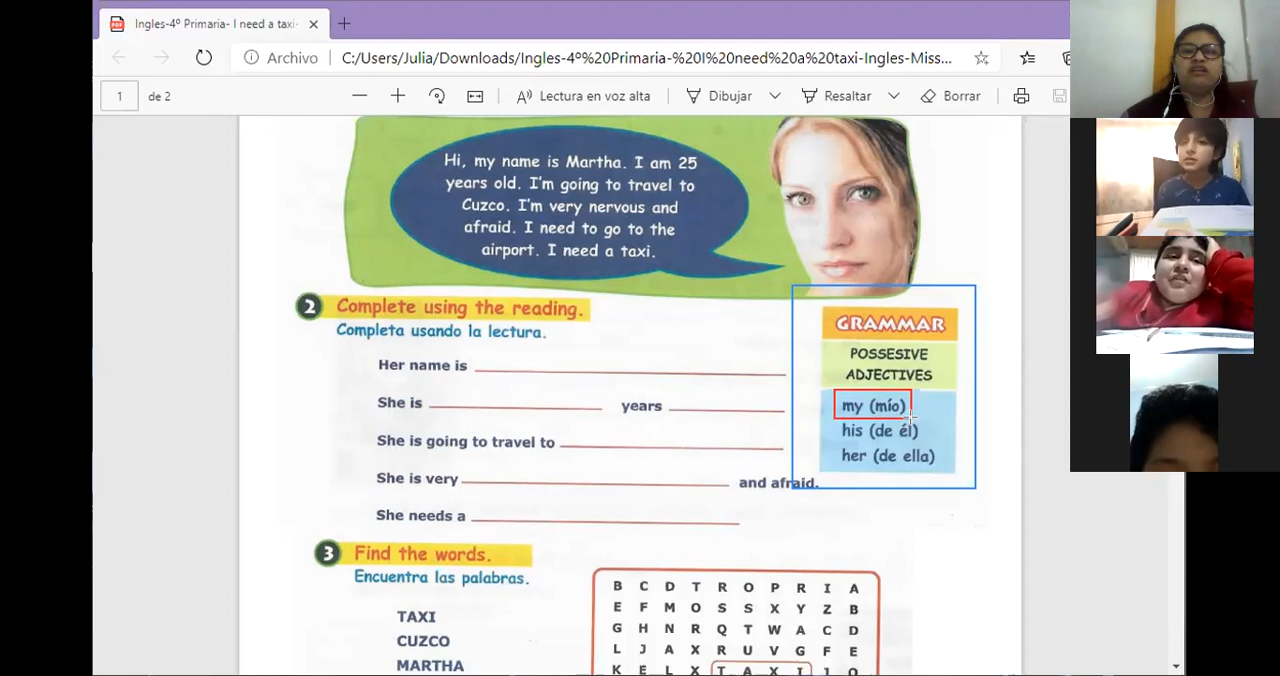 Ingles-4º Primaria- I need a taxi-
Archivo
C:/Users/Julia/Downloads/Ingles-4º%20Primaria-%20I%20need%20a%20taxi-Ingles-Miss...
1
de 2
Lectura en voz alta
Dibujar
Resaltar
Borrar
Hi, my name is Martha. I am 25
years old. I'm going to travel to
Cuzco. I'm very nervous and
afraid. I need to go to the
airport. I need a taxi.
2 Complete using the reading.
Completa usando la lectura.
Her name is
She is years
She is going to travel to
She is very and afraid.
She needs a
GRAMMAR
POSSESIVE
ADJECTIVES
my (mío)
his (de él)
her (de ella)
3 Find the words.
Encuentra las palabras.
TAXI
CUZCO
MARTHA
B C D T R O P R I A
E F M O S S X Y Z B
G H N R Q T W A C D
L J A X R U V G F E
K E L X T A X I J O